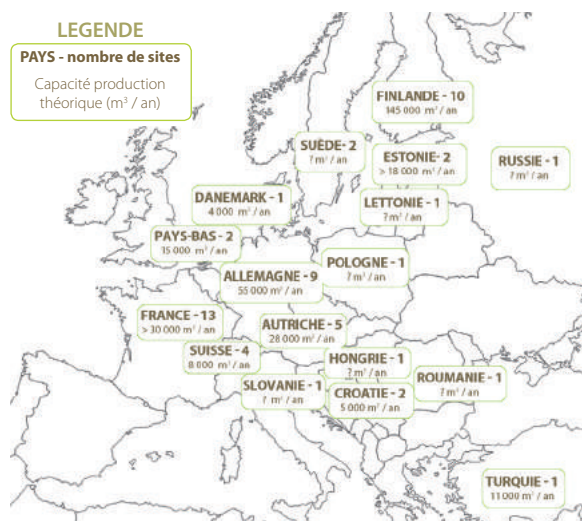 LEGENDE
PAYS - nombre de sites
Capacité production
théorique (m³ / an)
FINLANDE - 10
145 000 m³ / an
SUÈDE- 2
? m³ / an
ESTONIE - 2
> 18 000 m³ / an
RUSSIE - 1
? m³ / an
DANEMARK - 1
4 000 m³ / an
LETTONIE - 1
? m³ / an
PAYS-BAS - 2
15 000 m³ / an
POLOGNE - 1
? m³ / an
ALLEMAGNE - 9
55 000 m³ / an
FRANCE - 13
> 30 000 m³ / an
AUTRICHE - 5
28 000 m³ / an
SUISSE - 4
8 000 m³ / an
HONGRIE - 1
? m³ / an
SLOVANIE - 1
? m³ / an
CROATIE - 2
5 000 m³ / an
ROUMANIE - 1
? m³ / an
TURQUIE - 1
11 000 m³ / an